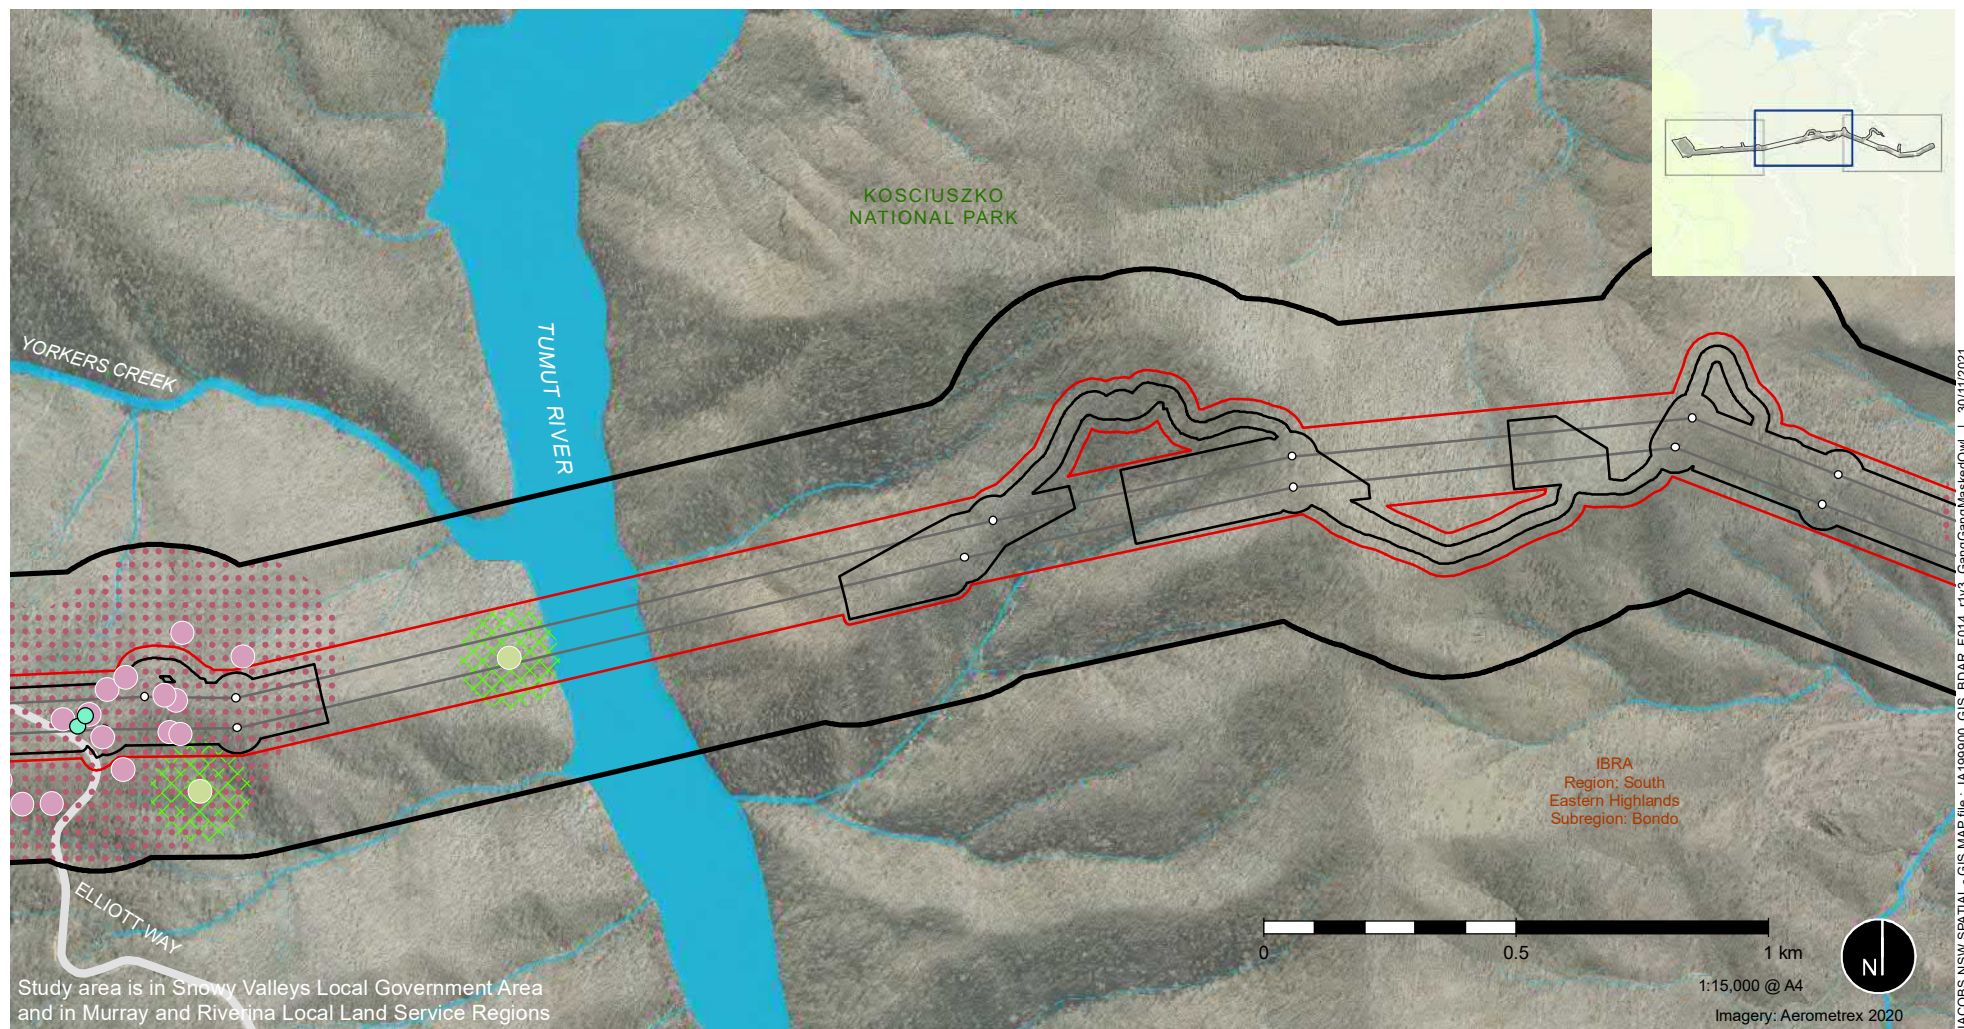 KOSCIUSZKO
NATIONAL PARK
YORKERS CREEK
TUMUT RIVER
IBRA
Region: South
Eastern Highlands
Subregion: Bondo
ELLIOTT WAY
0 0.5 1 km
N
1:15,000 @ A4
Imagery: Aerometrex 2020
Study area is in Snowy Valleys Local Government Area
and in Murray and Riverina Local Land Service Regions